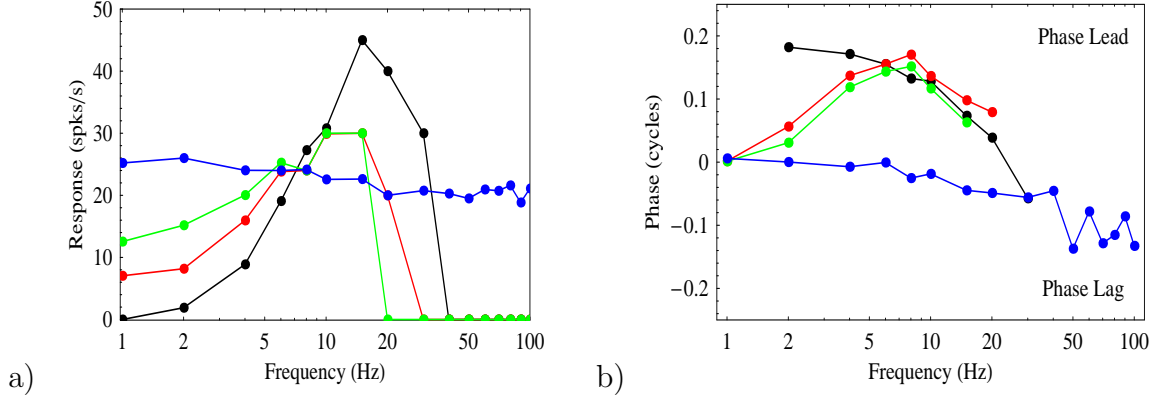 50
40
30
20
10
0
Response (spks/s)
1 2 5 10 20 50 100
Frequency (Hz)
a)
0.2
0.1
0
−0.1
−0.2
Phase (cycles)
Phase Lead
Phase Lag
1 2 5 10 20 50 100
Frequency (Hz)
b)